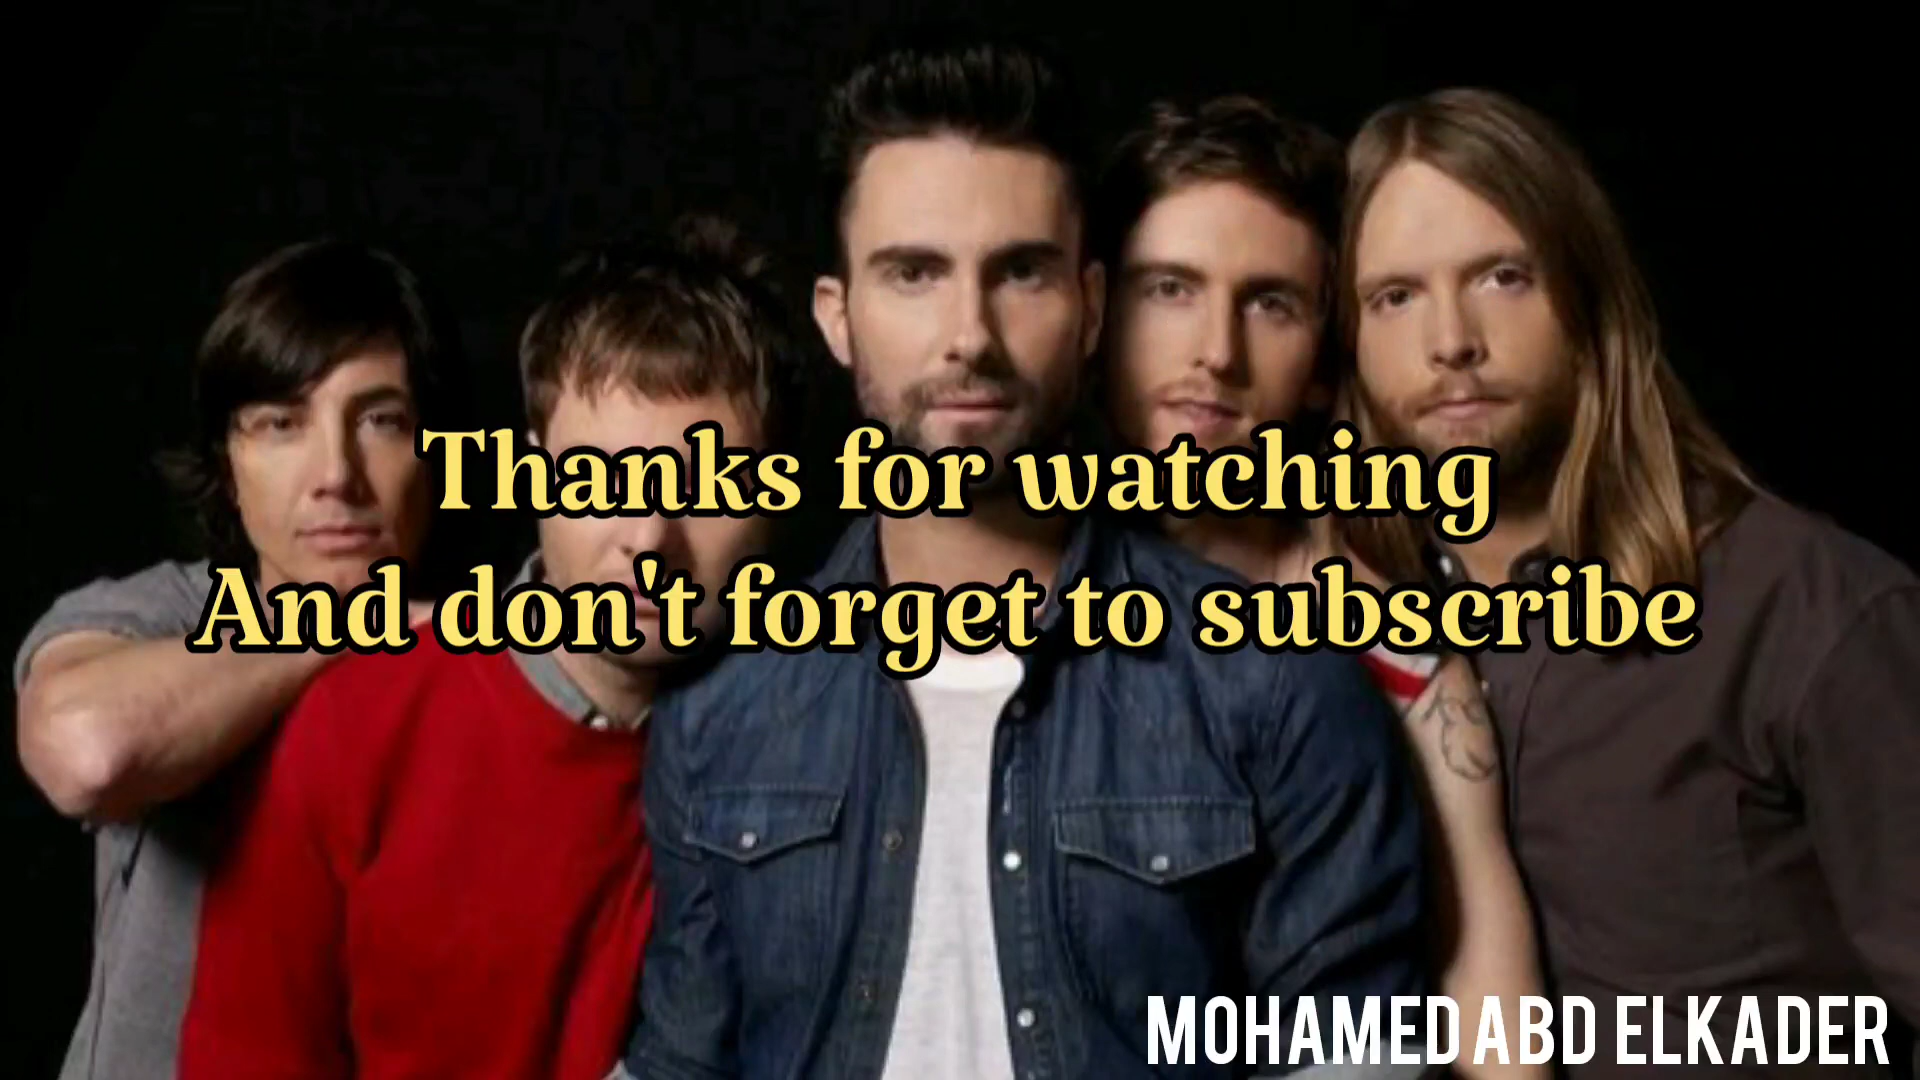 Thanks for watching
And don't forget to subscribe
MOHAMED ABD ELKADER